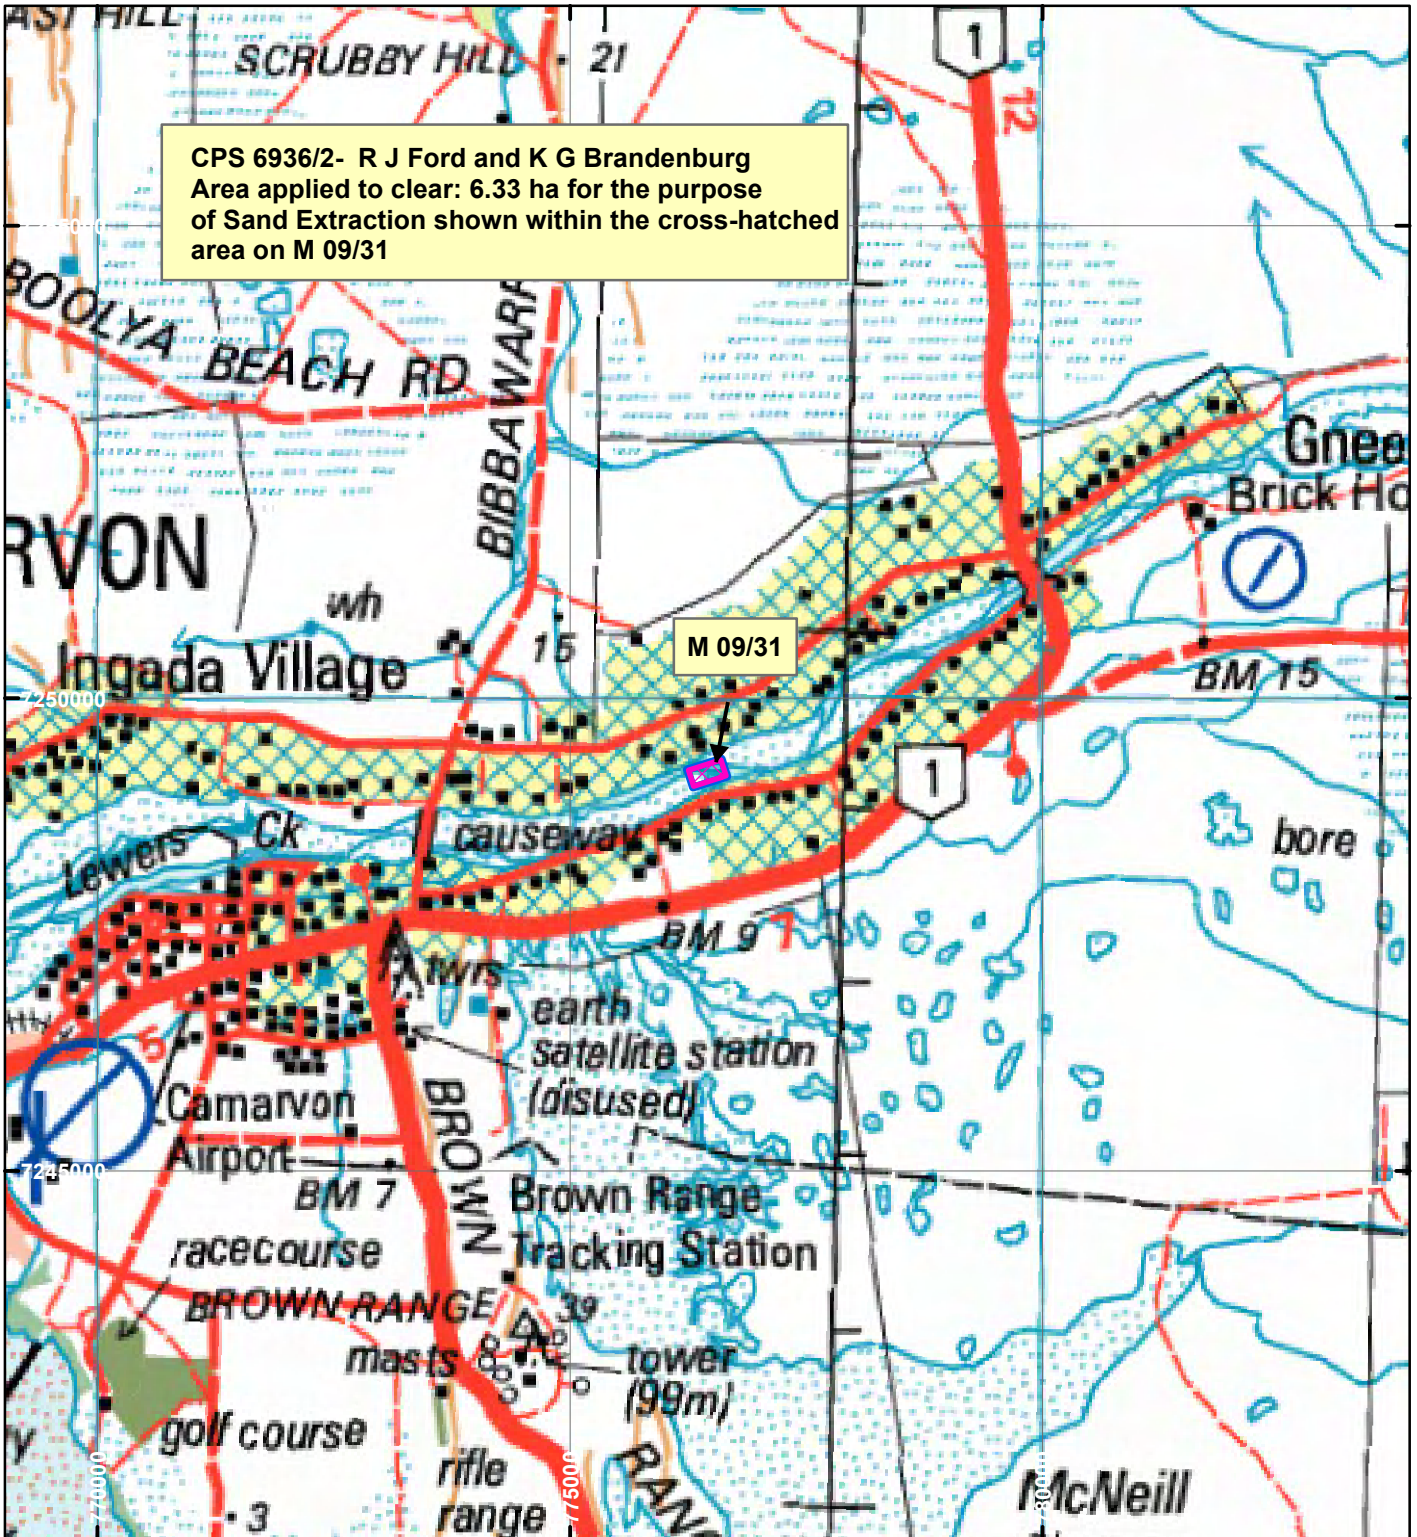 SCRUBBY HILL
21
1
12
CPS 6936/2- R J Ford and K G Brandenburg
Area applied to clear: 6.33 ha for the purpose
of Sand Extraction shown within the cross-hatched
area on M 09/31
BOOLYA
BEACH RD
BIBBAWARR
RVON
Gnee
Brick Ho
wh
15
M 09/31
Ingada Village
BM 15
7250000
1
Lewers
Ck
causeway
bore
BM 9
7
twrs
earth
satellite station
(disused)
5
Carnarvon
Airport
7245000
BM 7
BROWN
Brown Range
Tracking Station
racecourse
BROWN RANGE
39
masts
tower
(99m)
golf course
rifle
range
RANG
McNeill
3
y
775000